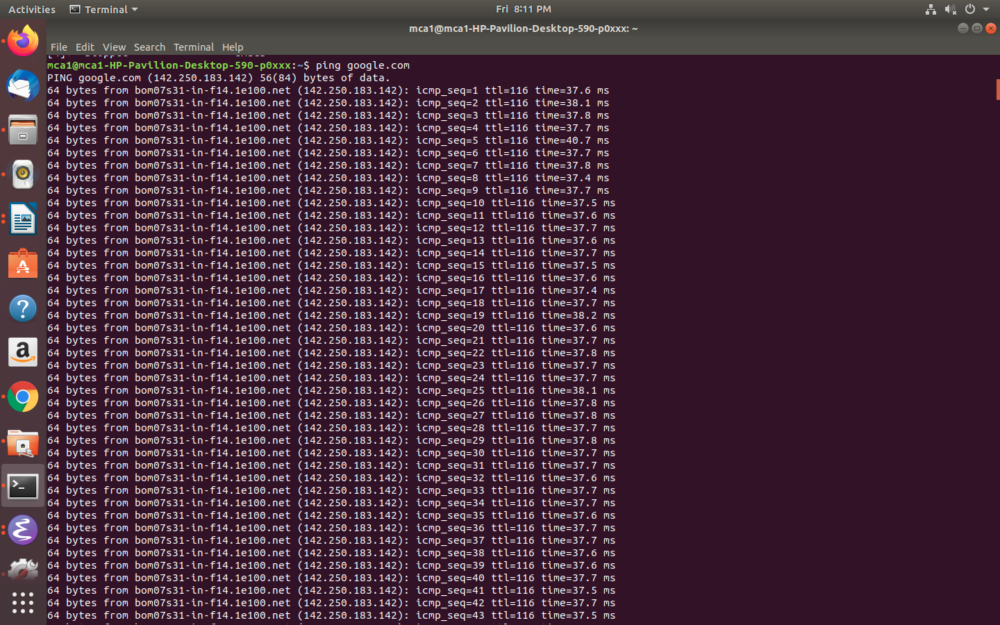 Activities Terminal Fri 8:11 PM
mca1@mca1-HP-Pavilion-Desktop-590-p0xxx: ~
File Edit View Search Terminal Help
mca1@mca1-HP-Pavilion-Desktop-590-p0xxx:~$ ping google.com
PING google.com (142.250.183.142) 56(84) bytes of data.
64 bytes from bom07s31-in-f14.1e100.net (142.250.183.142): icmp_seq=1 ttl=116 time=37.6 ms
64 bytes from bom07s31-in-f14.1e100.net (142.250.183.142): icmp_seq=2 ttl=116 time=38.1 ms
64 bytes from bom07s31-in-f14.1e100.net (142.250.183.142): icmp_seq=3 ttl=116 time=37.8 ms
64 bytes from bom07s31-in-f14.1e100.net (142.250.183.142): icmp_seq=4 ttl=116 time=37.7 ms
64 bytes from bom07s31-in-f14.1e100.net (142.250.183.142): icmp_seq=5 ttl=116 time=40.7 ms
64 bytes from bom07s31-in-f14.1e100.net (142.250.183.142): icmp_seq=6 ttl=116 time=37.7 ms
64 bytes from bom07s31-in-f14.1e100.net (142.250.183.142): icmp_seq=7 ttl=116 time=37.8 ms
64 bytes from bom07s31-in-f14.1e100.net (142.250.183.142): icmp_seq=8 ttl=116 time=37.4 ms
64 bytes from bom07s31-in-f14.1e100.net (142.250.183.142): icmp_seq=9 ttl=116 time=37.7 ms
64 bytes from bom07s31-in-f14.1e100.net (142.250.183.142): icmp_seq=10 ttl=116 time=37.5 ms
64 bytes from bom07s31-in-f14.1e100.net (142.250.183.142): icmp_seq=11 ttl=116 time=37.6 ms
64 bytes from bom07s31-in-f14.1e100.net (142.250.183.142): icmp_seq=12 ttl=116 time=37.7 ms
64 bytes from bom07s31-in-f14.1e100.net (142.250.183.142): icmp_seq=13 ttl=116 time=37.6 ms
64 bytes from bom07s31-in-f14.1e100.net (142.250.183.142): icmp_seq=14 ttl=116 time=37.7 ms
64 bytes from bom07s31-in-f14.1e100.net (142.250.183.142): icmp_seq=15 ttl=116 time=37.5 ms
64 bytes from bom07s31-in-f14.1e100.net (142.250.183.142): icmp_seq=16 ttl=116 time=37.6 ms
64 bytes from bom07s31-in-f14.1e100.net (142.250.183.142): icmp_seq=17 ttl=116 time=37.4 ms
64 bytes from bom07s31-in-f14.1e100.net (142.250.183.142): icmp_seq=18 ttl=116 time=37.7 ms
64 bytes from bom07s31-in-f14.1e100.net (142.250.183.142): icmp_seq=19 ttl=116 time=38.2 ms
64 bytes from bom07s31-in-f14.1e100.net (142.250.183.142): icmp_seq=20 ttl=116 time=37.6 ms
64 bytes from bom07s31-in-f14.1e100.net (142.250.183.142): icmp_seq=21 ttl=116 time=37.7 ms
64 bytes from bom07s31-in-f14.1e100.net (142.250.183.142): icmp_seq=22 ttl=116 time=37.8 ms
64 bytes from bom07s31-in-f14.1e100.net (142.250.183.142): icmp_seq=23 ttl=116 time=37.7 ms
64 bytes from bom07s31-in-f14.1e100.net (142.250.183.142): icmp_seq=24 ttl=116 time=37.7 ms
64 bytes from bom07s31-in-f14.1e100.net (142.250.183.142): icmp_seq=25 ttl=116 time=38.1 ms
64 bytes from bom07s31-in-f14.1e100.net (142.250.183.142): icmp_seq=26 ttl=116 time=37.8 ms
64 bytes from bom07s31-in-f14.1e100.net (142.250.183.142): icmp_seq=27 ttl=116 time=37.8 ms
64 bytes from bom07s31-in-f14.1e100.net (142.250.183.142): icmp_seq=28 ttl=116 time=37.7 ms
64 bytes from bom07s31-in-f14.1e100.net (142.250.183.142): icmp_seq=29 ttl=116 time=37.8 ms
64 bytes from bom07s31-in-f14.1e100.net (142.250.183.142): icmp_seq=30 ttl=116 time=37.7 ms
64 bytes from bom07s31-in-f14.1e100.net (142.250.183.142): icmp_seq=31 ttl=116 time=37.7 ms
64 bytes from bom07s31-in-f14.1e100.net (142.250.183.142): icmp_seq=32 ttl=116 time=37.6 ms
64 bytes from bom07s31-in-f14.1e100.net (142.250.183.142): icmp_seq=33 ttl=116 time=37.7 ms
64 bytes from bom07s31-in-f14.1e100.net (142.250.183.142): icmp_seq=34 ttl=116 time=37.7 ms
64 bytes from bom07s31-in-f14.1e100.net (142.250.183.142): icmp_seq=35 ttl=116 time=37.6 ms
64 bytes from bom07s31-in-f14.1e100.net (142.250.183.142): icmp_seq=36 ttl=116 time=37.7 ms
64 bytes from bom07s31-in-f14.1e100.net (142.250.183.142): icmp_seq=37 ttl=116 time=37.7 ms
64 bytes from bom07s31-in-f14.1e100.net (142.250.183.142): icmp_seq=38 ttl=116 time=37.6 ms
64 bytes from bom07s31-in-f14.1e100.net (142.250.183.142): icmp_seq=39 ttl=116 time=37.6 ms
64 bytes from bom07s31-in-f14.1e100.net (142.250.183.142): icmp_seq=40 ttl=116 time=37.7 ms
64 bytes from bom07s31-in-f14.1e100.net (142.250.183.142): icmp_seq=41 ttl=116 time=37.5 ms
64 bytes from bom07s31-in-f14.1e100.net (142.250.183.142): icmp_seq=42 ttl=116 time=37.7 ms
64 bytes from bom07s31-in-f14.1e100.net (142.250.183.142): icmp_seq=43 ttl=116 time=37.5 ms